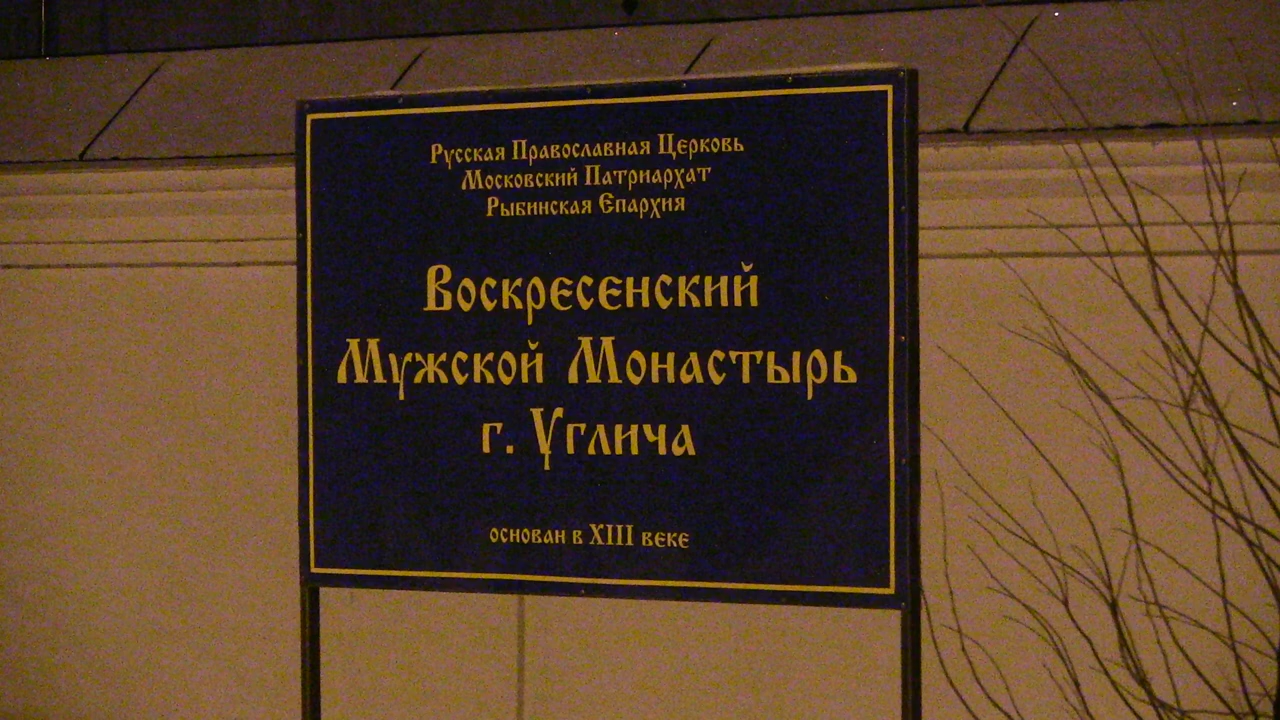 Русская Православная Церковь
Московский Патриархат
Рыбинская Епархия
Воскресенский
Мужской Монастырь
г. Углича
основан в XIII веке